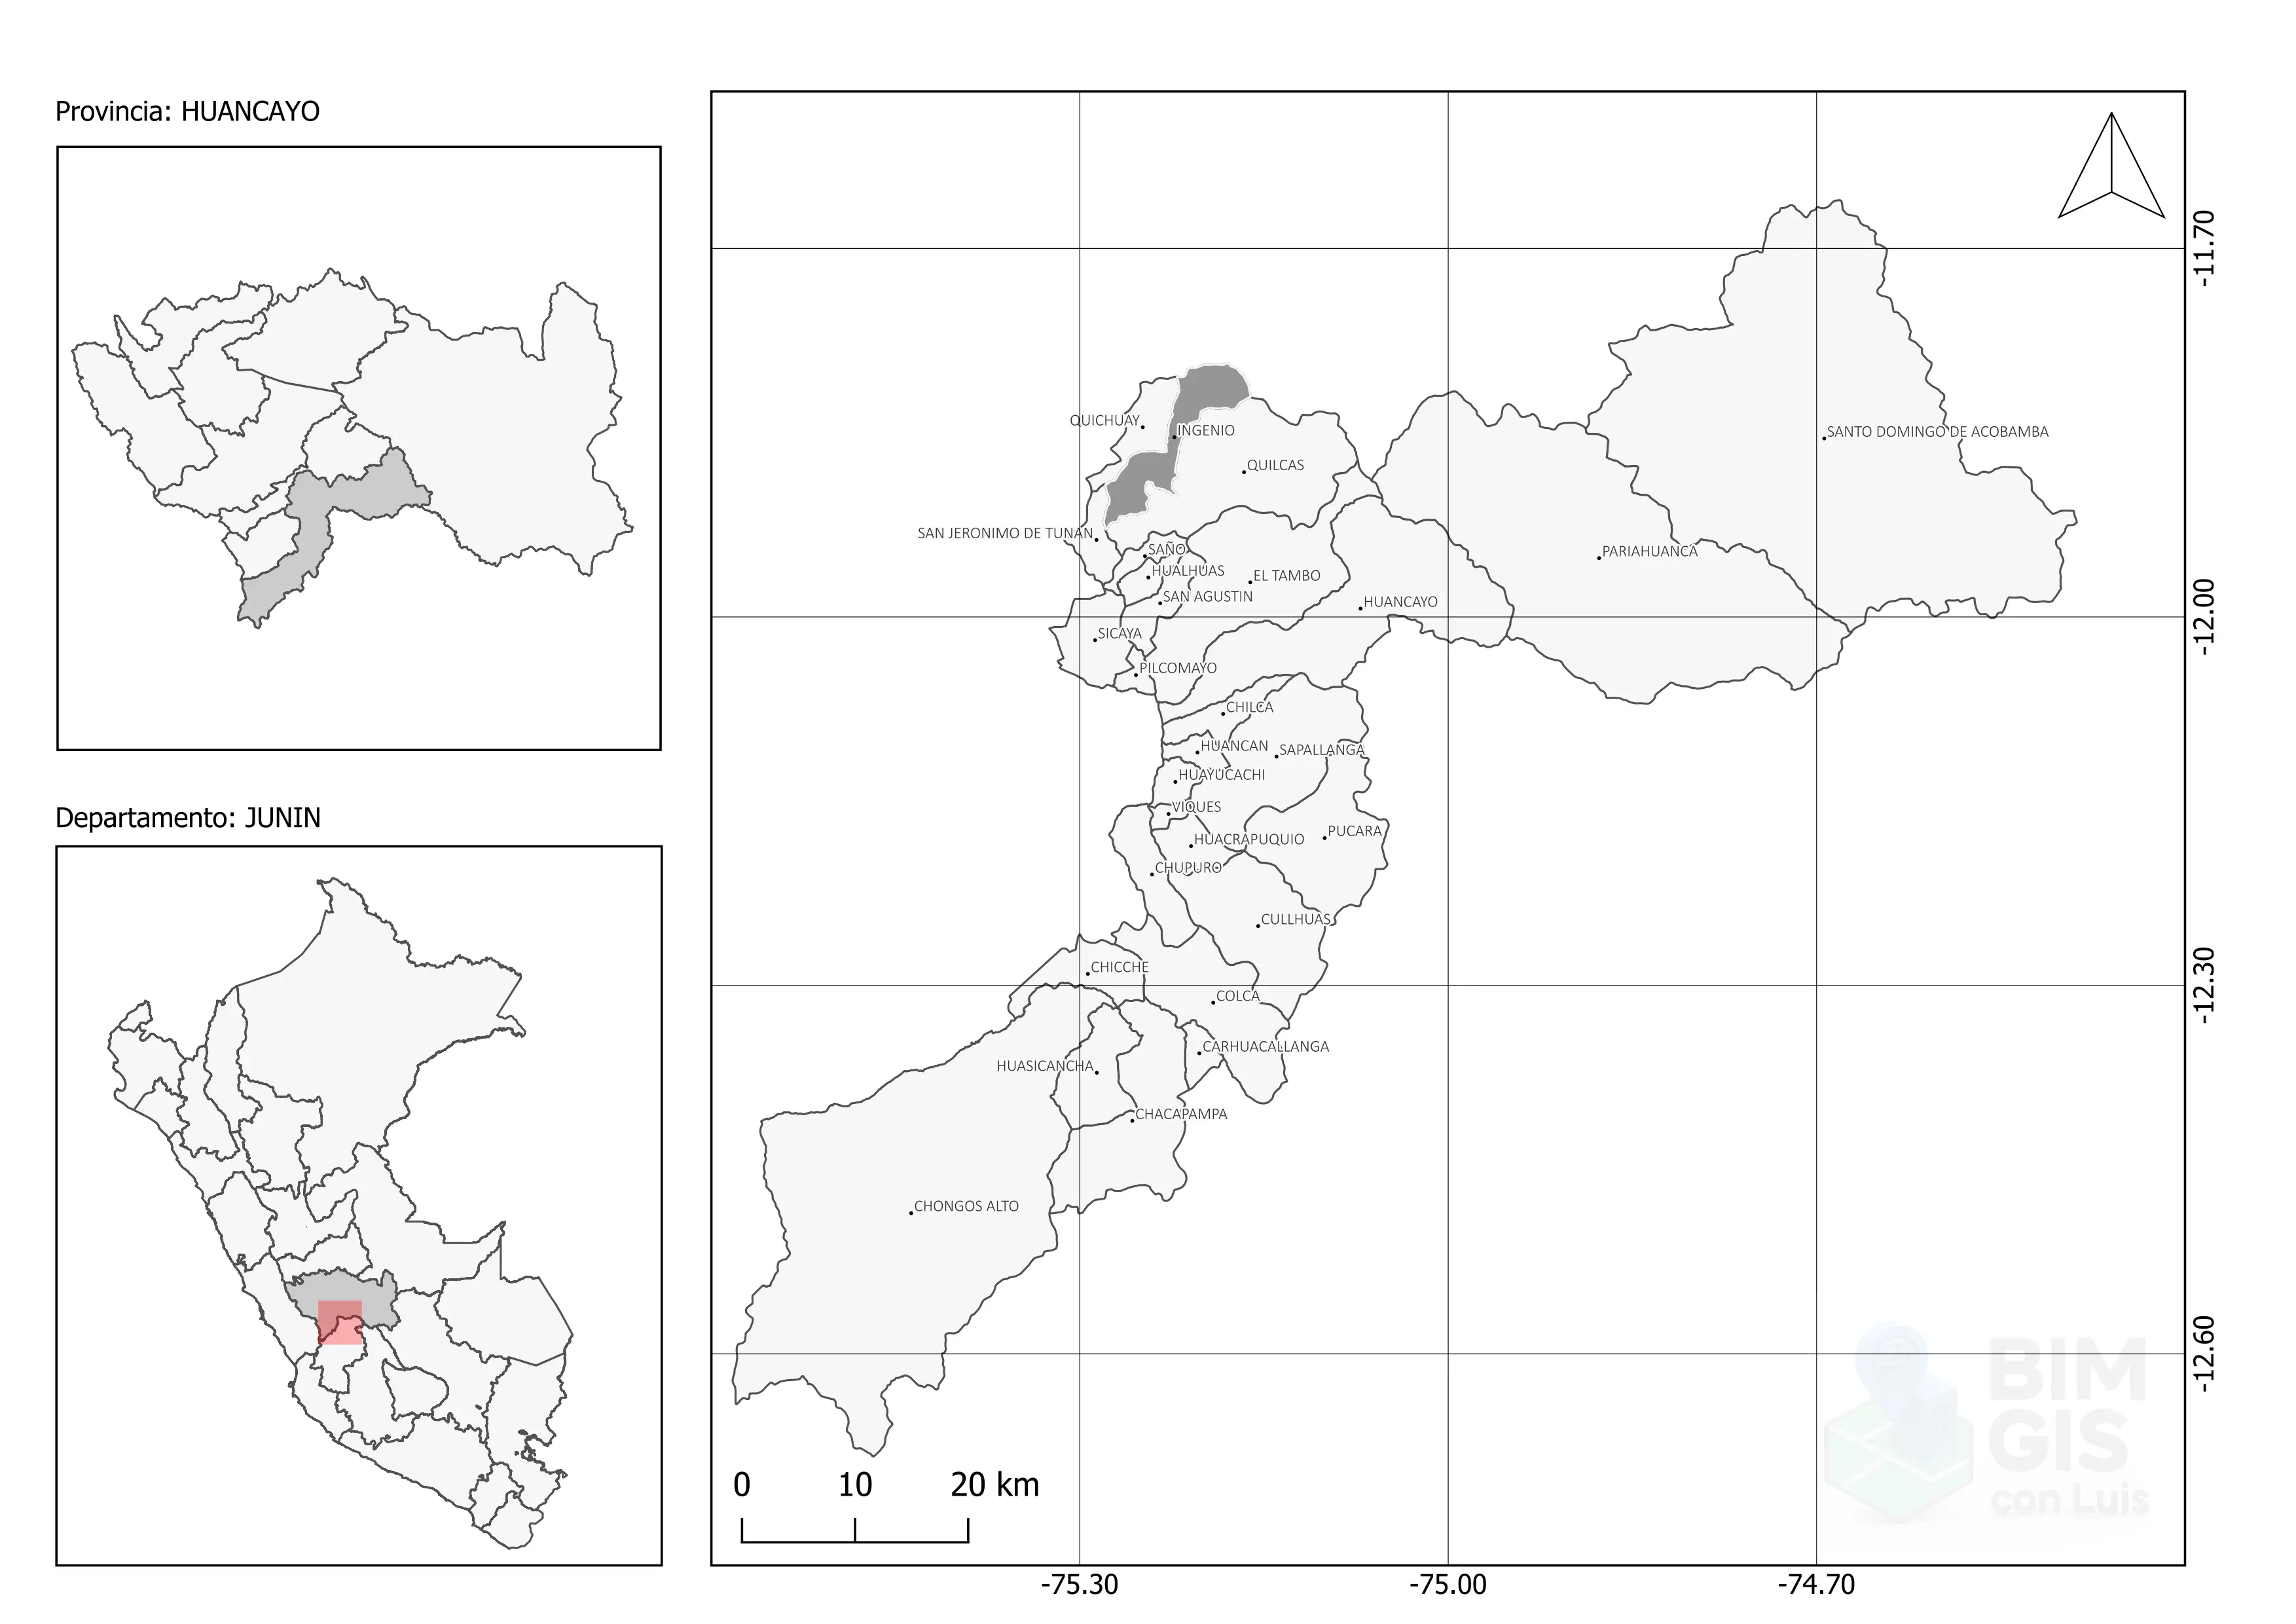 Provincia: HUANCAYO
Departamento: JUNIN
QUICHUAY
INGENIO
SANTO DOMINGO DE ACOBAMBA
QUILCAS
SAN JERONIMO DE TUNAN
SAÑO
PARIAHUANCA
HUALHUAS
EL TAMBO
SAN AGUSTIN
HUANCAYO
SICAYA
PILCOMAYO
CHILCA
HUANCAN
SAPALLANGA
HUAYUCACHI
VIQUES
PUCARA
HUACRAPUQUIO
CHUPURO
CULLHUAS
CHICCHE
COLCA
CARHUACALLANGA
HUASICANCHA
CHACAPAMPA
CHONGOS ALTO
0 10 20 km
-11.70
-12.00
-12.30
-12.60
-75.30 -75.00 -74.70
BIM
GIS
con Luis